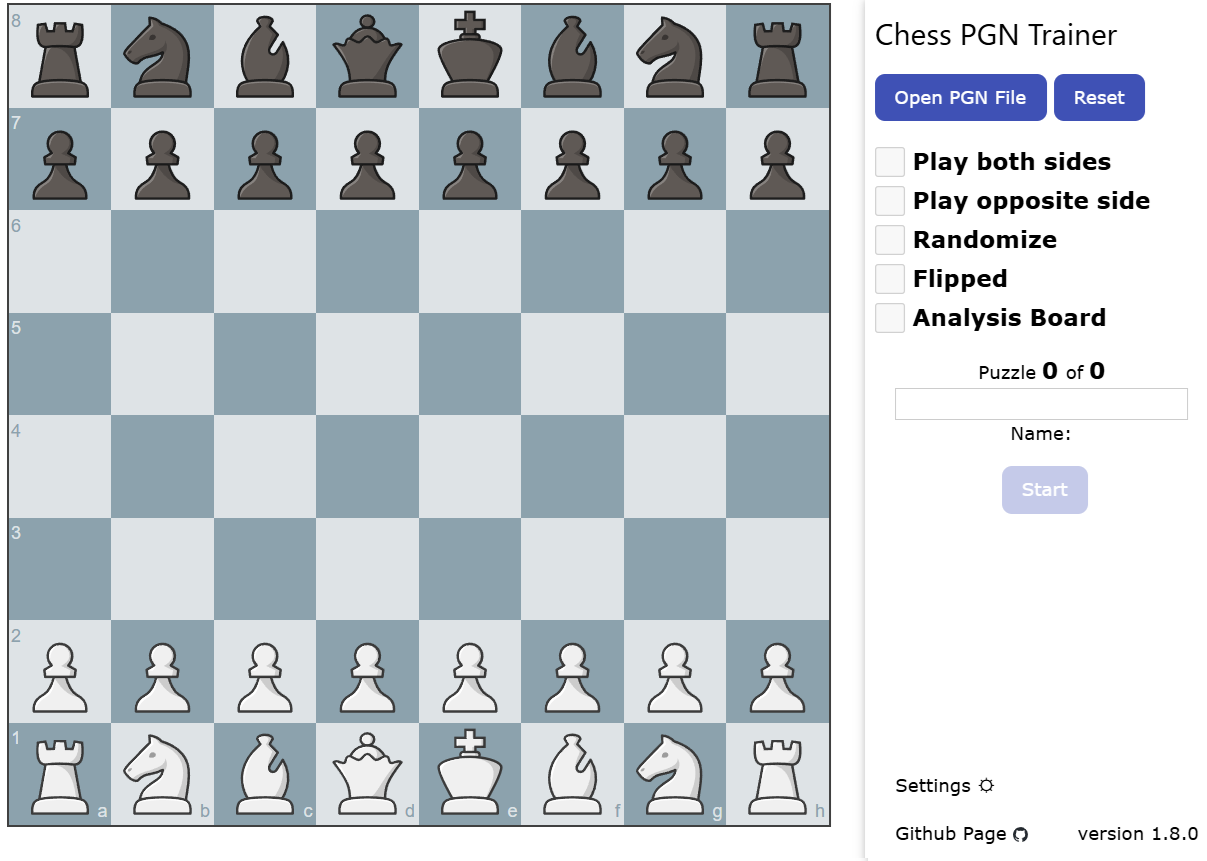 8
7
6
5
4
3
2
1
a b c d e f g h
Chess PGN Trainer
Open PGN File Reset
Play both sides
Play opposite side
Randomize
Flipped
Analysis Board
Puzzle 0 of 0
Name:
Start
Settings
Github Page version 1.8.0